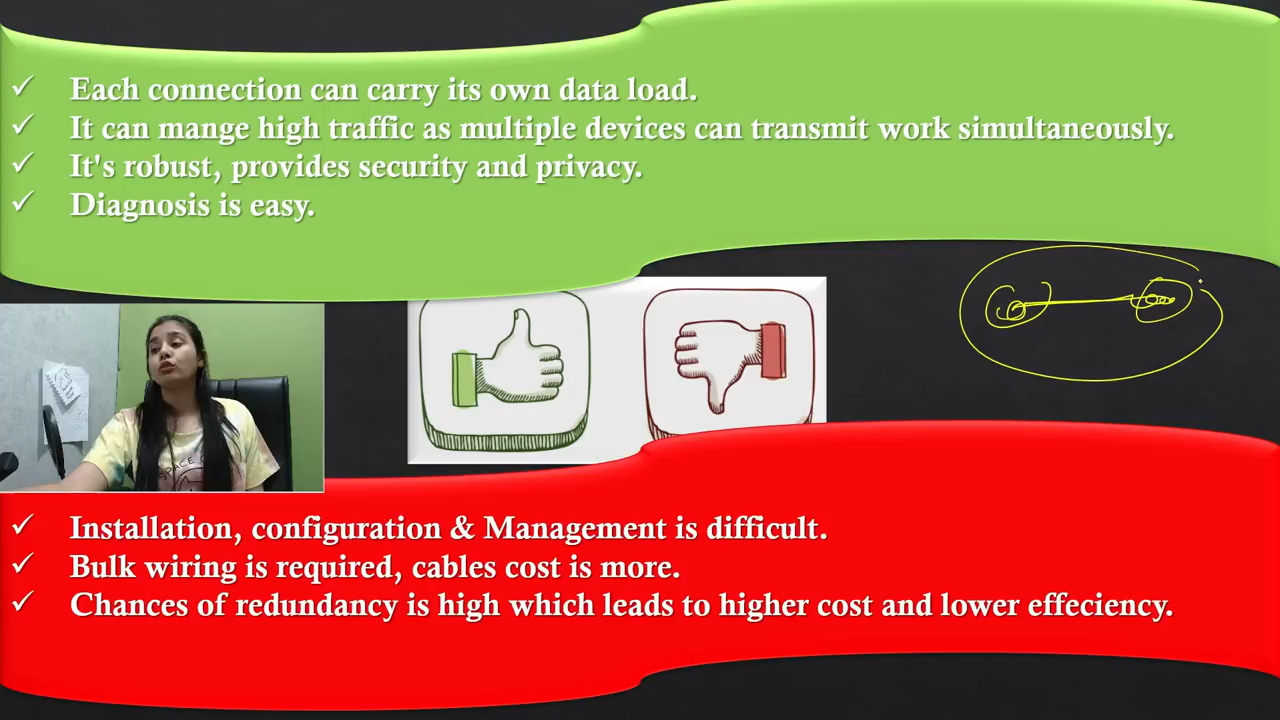 Each connection can carry its own data load.
It can mange high traffic as multiple devices can transmit work simultaneously.
It's robust, provides security and privacy.
Diagnosis is easy.
SPACE
Installation, configuration & Management is difficult.
Bulk wiring is required, cables cost is more.
Chances of redundancy is high which leads to higher cost and lower effeciency.